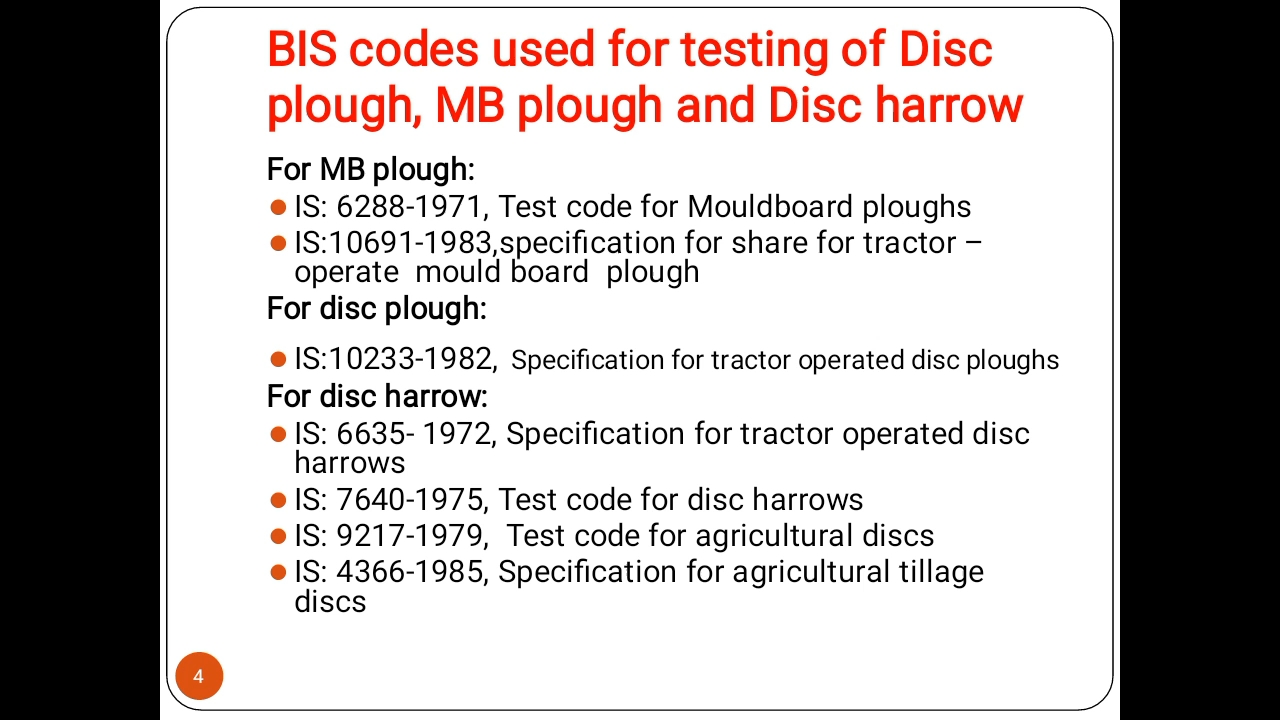 BIS codes used for testing of Disc
plough, MB plough and Disc harrow
For MB plough:
IS: 6288-1971, Test code for Mouldboard ploughs
IS:10691-1983,specification for share for tractor –
operate  mould board  plough
For disc plough:
IS:10233-1982,  Specification for tractor operated disc ploughs
For disc harrow:
IS: 6635- 1972, Specification for tractor operated disc
harrows
IS: 7640-1975, Test code for disc harrows
IS: 9217-1979,  Test code for agricultural discs
IS: 4366-1985, Specification for agricultural tillage
discs
4